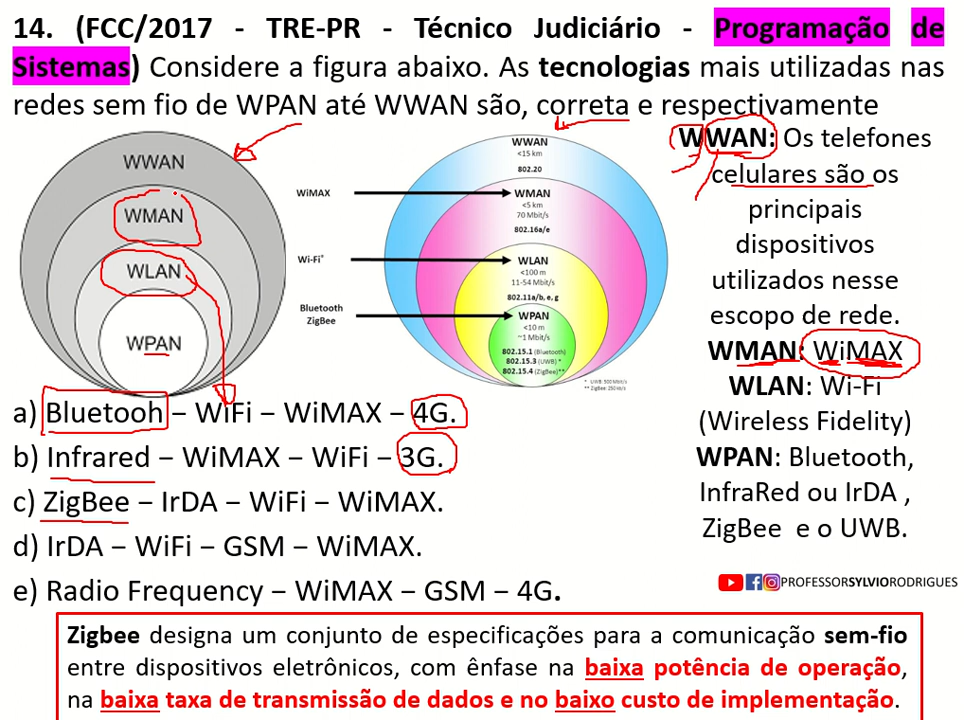 14. (FCC/2017 - TRE-PR - Técnico Judiciário - Programação de
Sistemas) Considere a figura abaixo. As tecnologias mais utilizadas nas
redes sem fio de WPAN até WWAN são, correta e respectivamente
WWAN
WMAN
WLAN
WPAN
WiMAX
Wi-Fi*
Bluetooth
ZigBee
WWAN
<15 km
802.20
WMAN
<5 km
70 Mbit/s
802.16a/e
WLAN
<100 m
11-54 Mbit/s
802.11a/b, e, g
WPAN
<10 m
~1 Mbit/s
802.15.1 (Bluetooth)
802.15.3 (UWB) *
802.15.4 (ZigBee)**
* UWB: 500 Mbit/s
** ZigBee: 250 kbit/s
WWAN: Os telefones
celulares são os
principais
dispositivos
utilizados nesse
escopo de rede.
WMAN: WiMAX
WLAN: Wi-Fi
(Wireless Fidelity)
WPAN: Bluetooth,
InfraRed ou IrDA ,
ZigBee e o UWB.
a) Bluetooh – WiFi – WiMAX – 4G.
b) Infrared – WiMAX – WiFi – 3G.
c) ZigBee – IrDA – WiFi – WiMAX.
d) IrDA – WiFi – GSM – WiMAX.
e) Radio Frequency – WiMAX – GSM – 4G.
PROFESSORSYLVIORODRIGUES
Zigbee designa um conjunto de especificações para a comunicação sem-fio
entre dispositivos eletrônicos, com ênfase na baixa potência de operação,
na baixa taxa de transmissão de dados e no baixo custo de implementação.